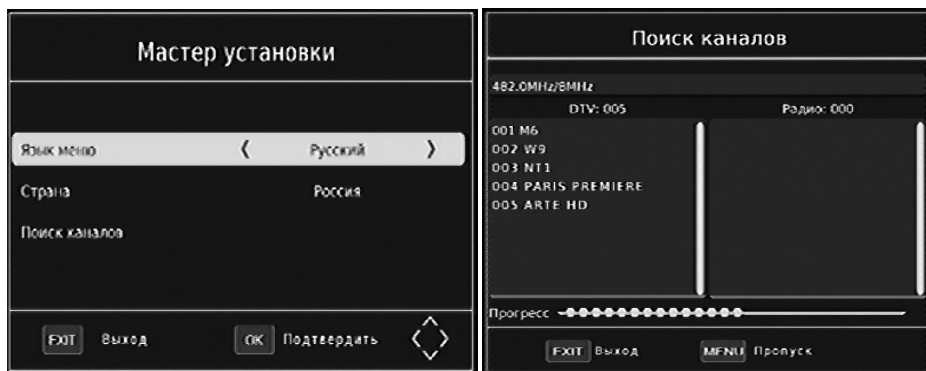 Мастер установки
Язык меню < Русский >
Страна Россия
Поиск каналов
EXIT Выход OK Подтвердить
Поиск каналов
482.0MHz/8MHz
DTV: 005 Радио: 000
001 M6
002 W9
003 NT1
004 PARIS PREMIERE
005 ARTE HD
Прогресс
EXIT Выход MENU Пропуск